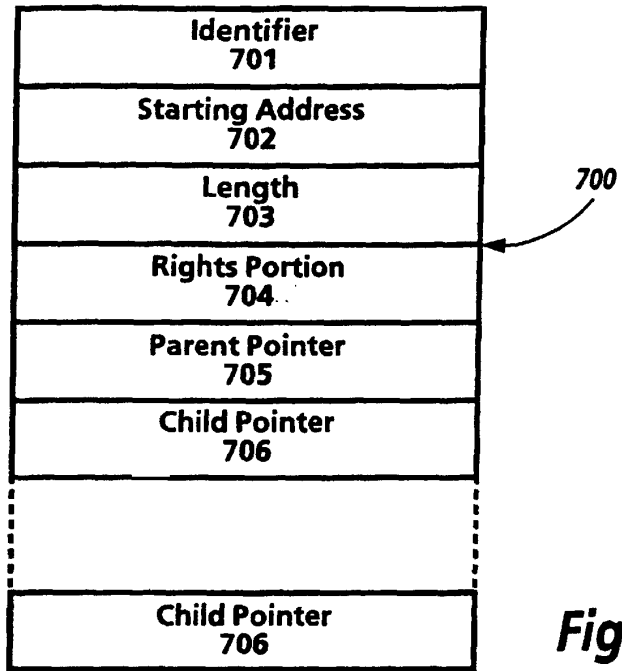 Identifier
701
Starting Address
702
Length
703
700
Rights Portion
704
Parent Pointer
705
Child Pointer
706
Child Pointer
706
Fig